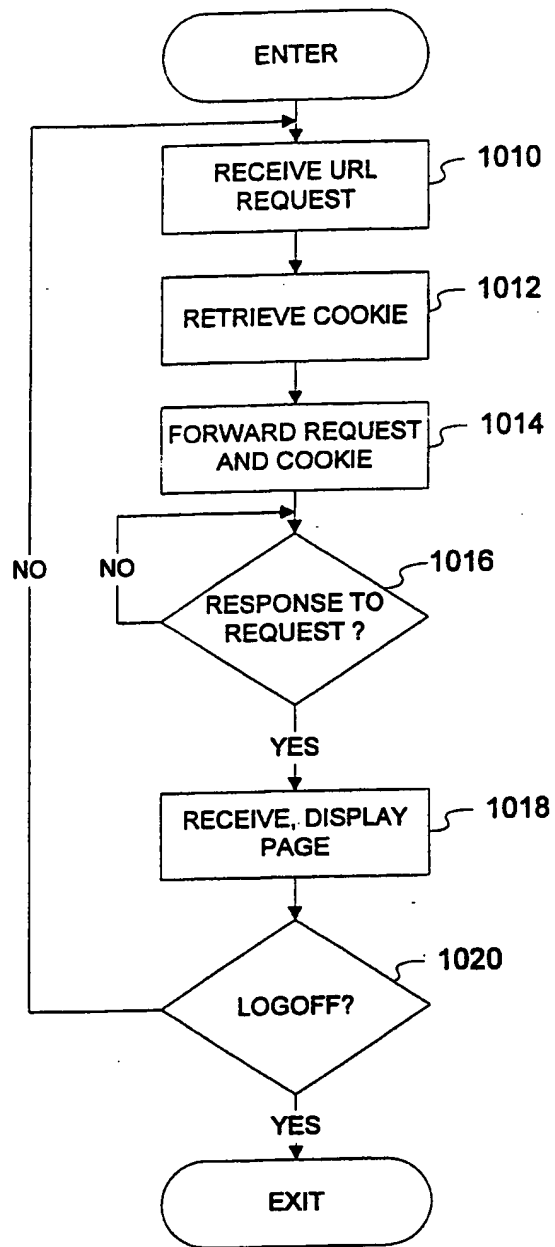 ENTER
RECEIVE URL
REQUEST
1010
RETRIEVE COOKIE
1012
FORWARD REQUEST
AND COOKIE
1014
NO
NO
RESPONSE TO
REQUEST ?
1016
YES
RECEIVE, DISPLAY
PAGE
1018
LOGOFF?
1020
YES
EXIT